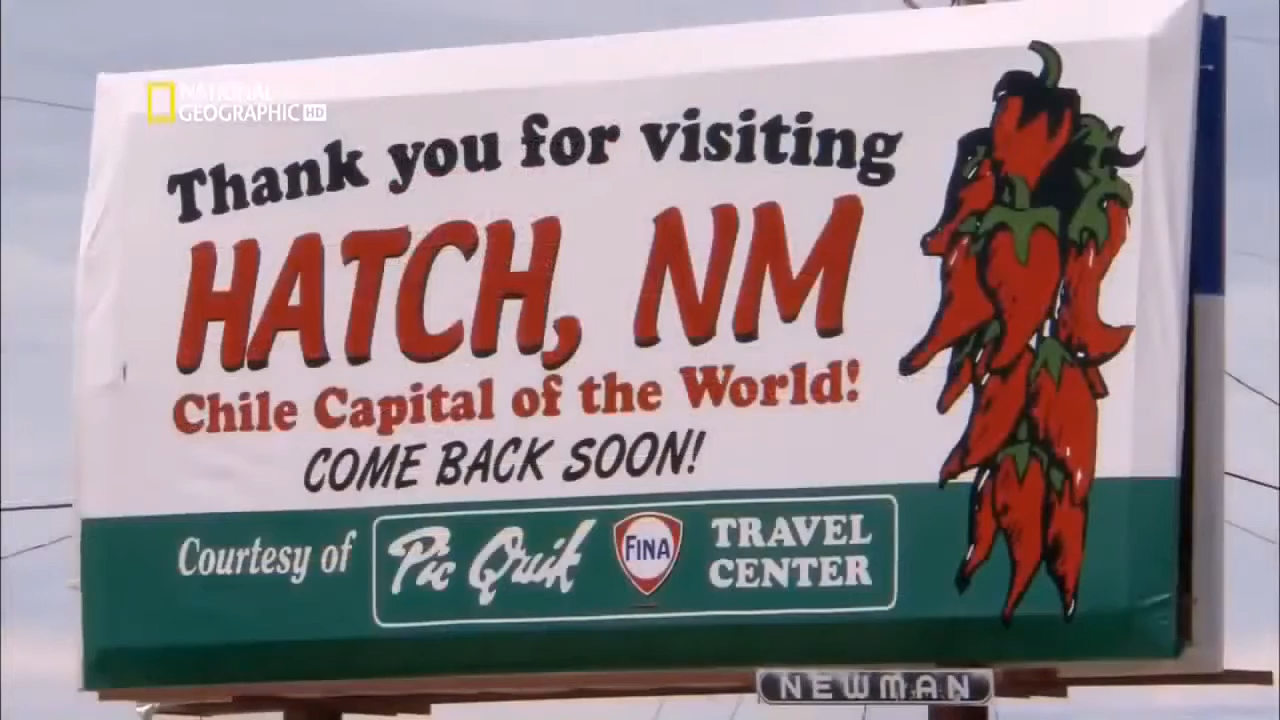 NATIONAL
GEOGRAPHIC HD
Thank you for visiting
HATCH, NM
Chile Capital of the World!
COME BACK SOON!
Courtesy of Pic Quik FINA TRAVEL CENTER
NEWMAN